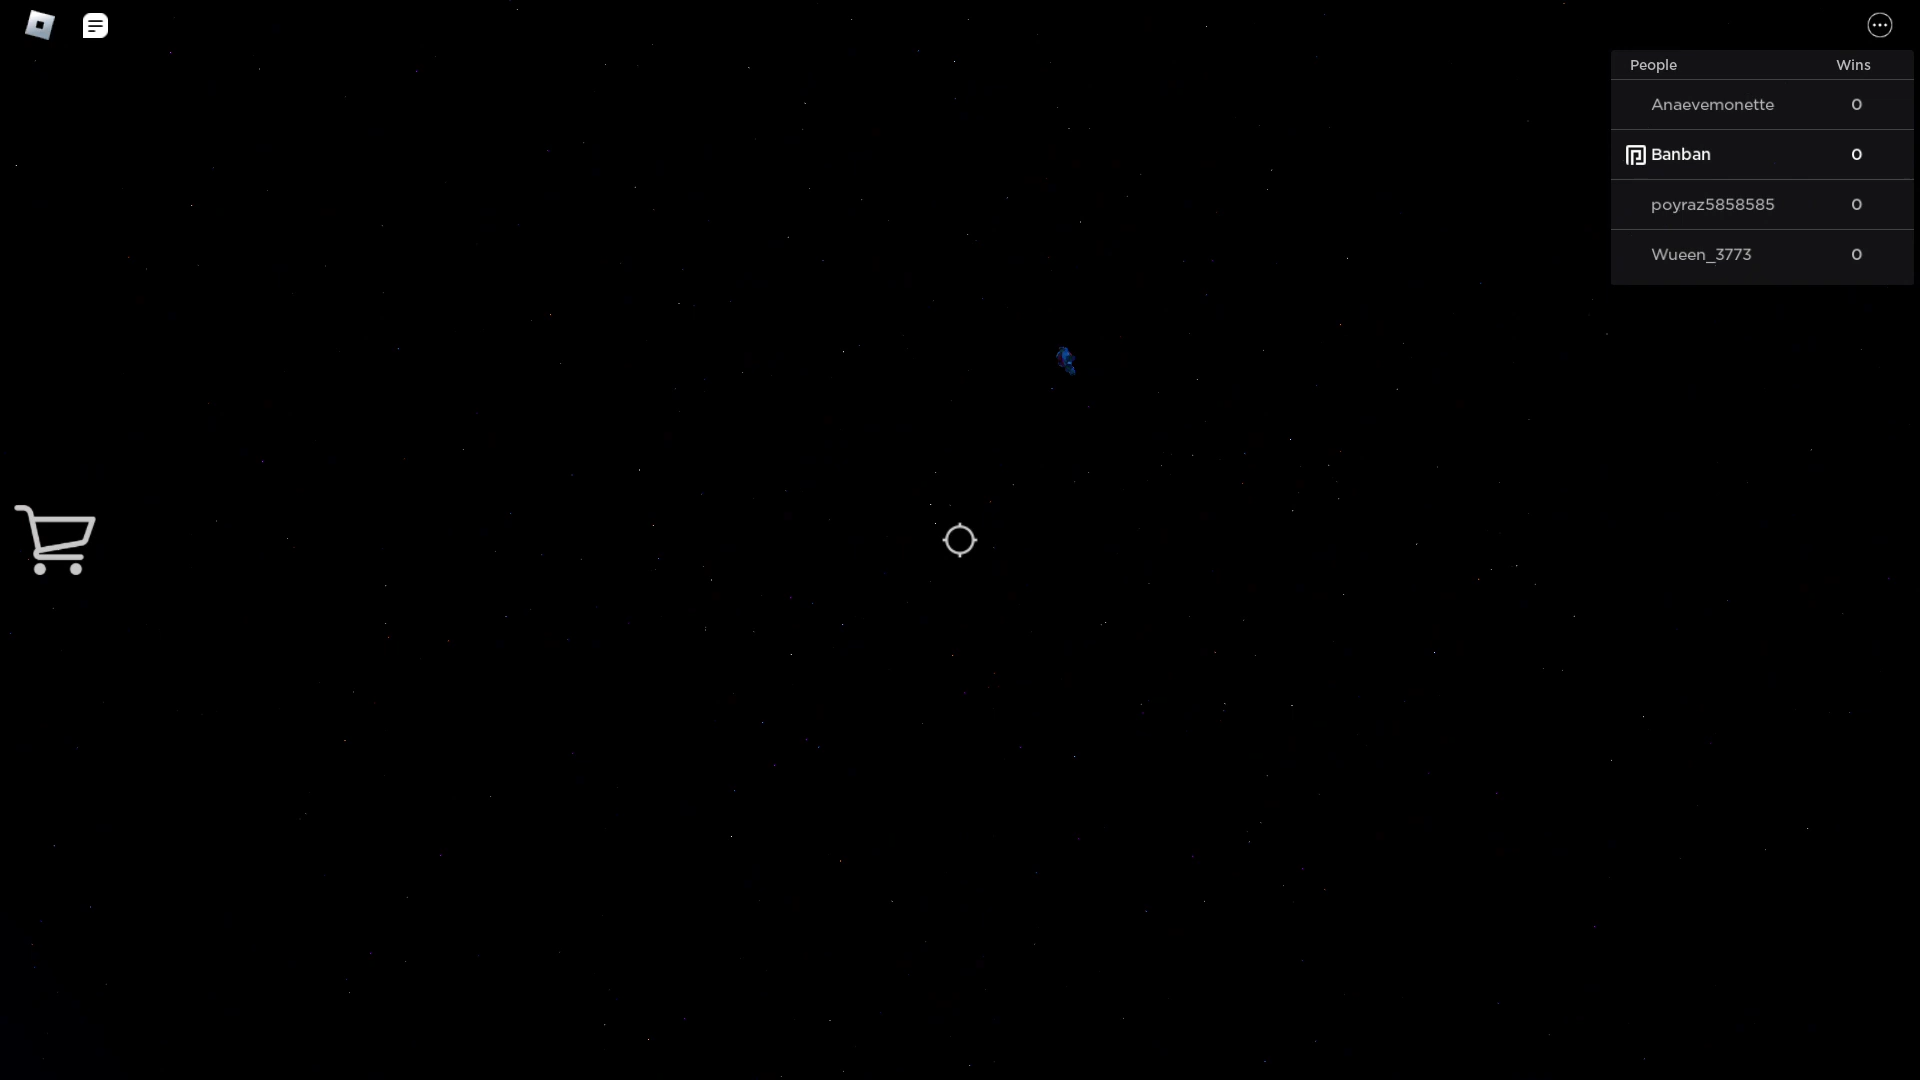 People Wins
Anaevemonette 0
Banban 0
poyraz5858585 0
Wueen_3773 0